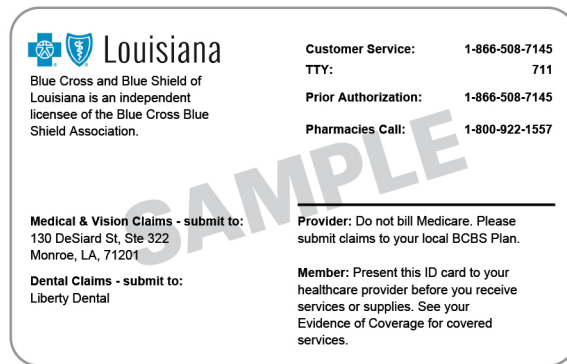 Louisiana
Blue Cross and Blue Shield of
Louisiana is an independent
licensee of the Blue Cross Blue
Shield Association.
Customer Service: 1-866-508-7145
TTY: 711
Prior Authorization: 1-866-508-7145
Pharmacies Call: 1-800-922-1557
SAMPLE
Medical & Vision Claims - submit to:
130 DeSiard St, Ste 322
Monroe, LA, 71201
Dental Claims - submit to:
Liberty Dental
Provider: Do not bill Medicare. Please
submit claims to your local BCBS Plan.
Member: Present this ID card to your
healthcare provider before you receive
services or supplies. See your
Evidence of Coverage for covered
services.